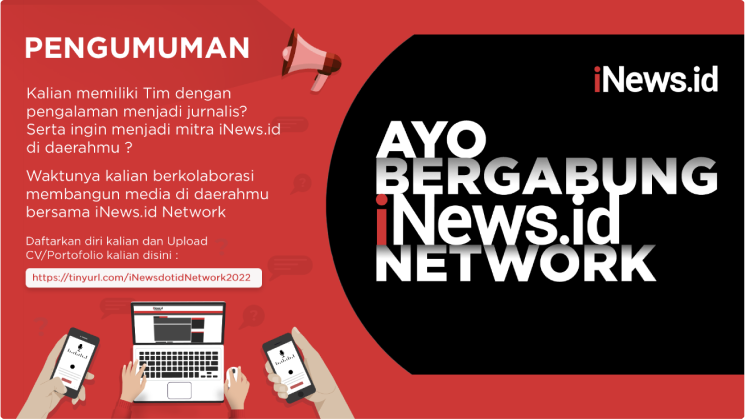 PENGUMUMAN
Kalian memiliki Tim dengan
pengalaman menjadi jurnalis?
Serta ingin menjadi mitra iNews.id
di daerahmu ?
Waktunya kalian berkolaborasi
membangun media di daerahmu
bersama iNews.id Network
Daftarkan diri kalian dan Upload
CV/Portofolio kalian disini :
https://tinyurl.com/iNewsdotidNetwork2022
iNews.id
AYO
BERGABUNG
iNews.id
NETWORK